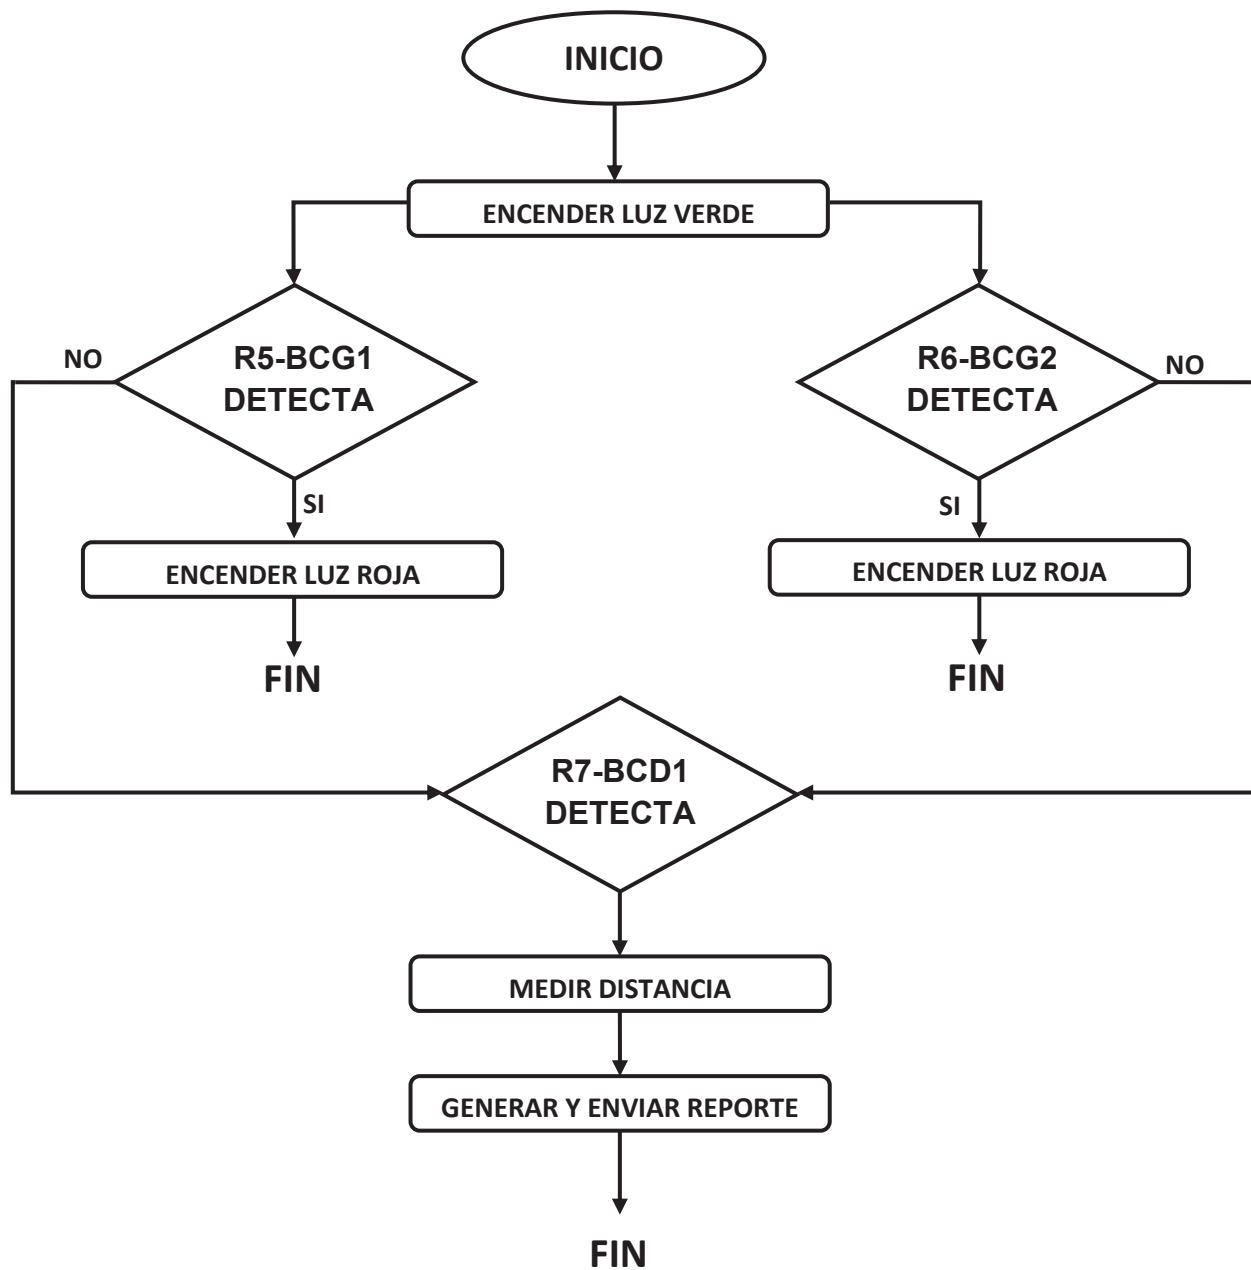 INICIO
ENCENDER LUZ VERDE
NO
R5-BCG1
DETECTA
R6-BCG2
DETECTA
NO
SI
SI
ENCENDER LUZ ROJA
ENCENDER LUZ ROJA
FIN
FIN
R7-BCD1
DETECTA
MEDIR DISTANCIA
GENERAR Y ENVIAR REPORTE
FIN